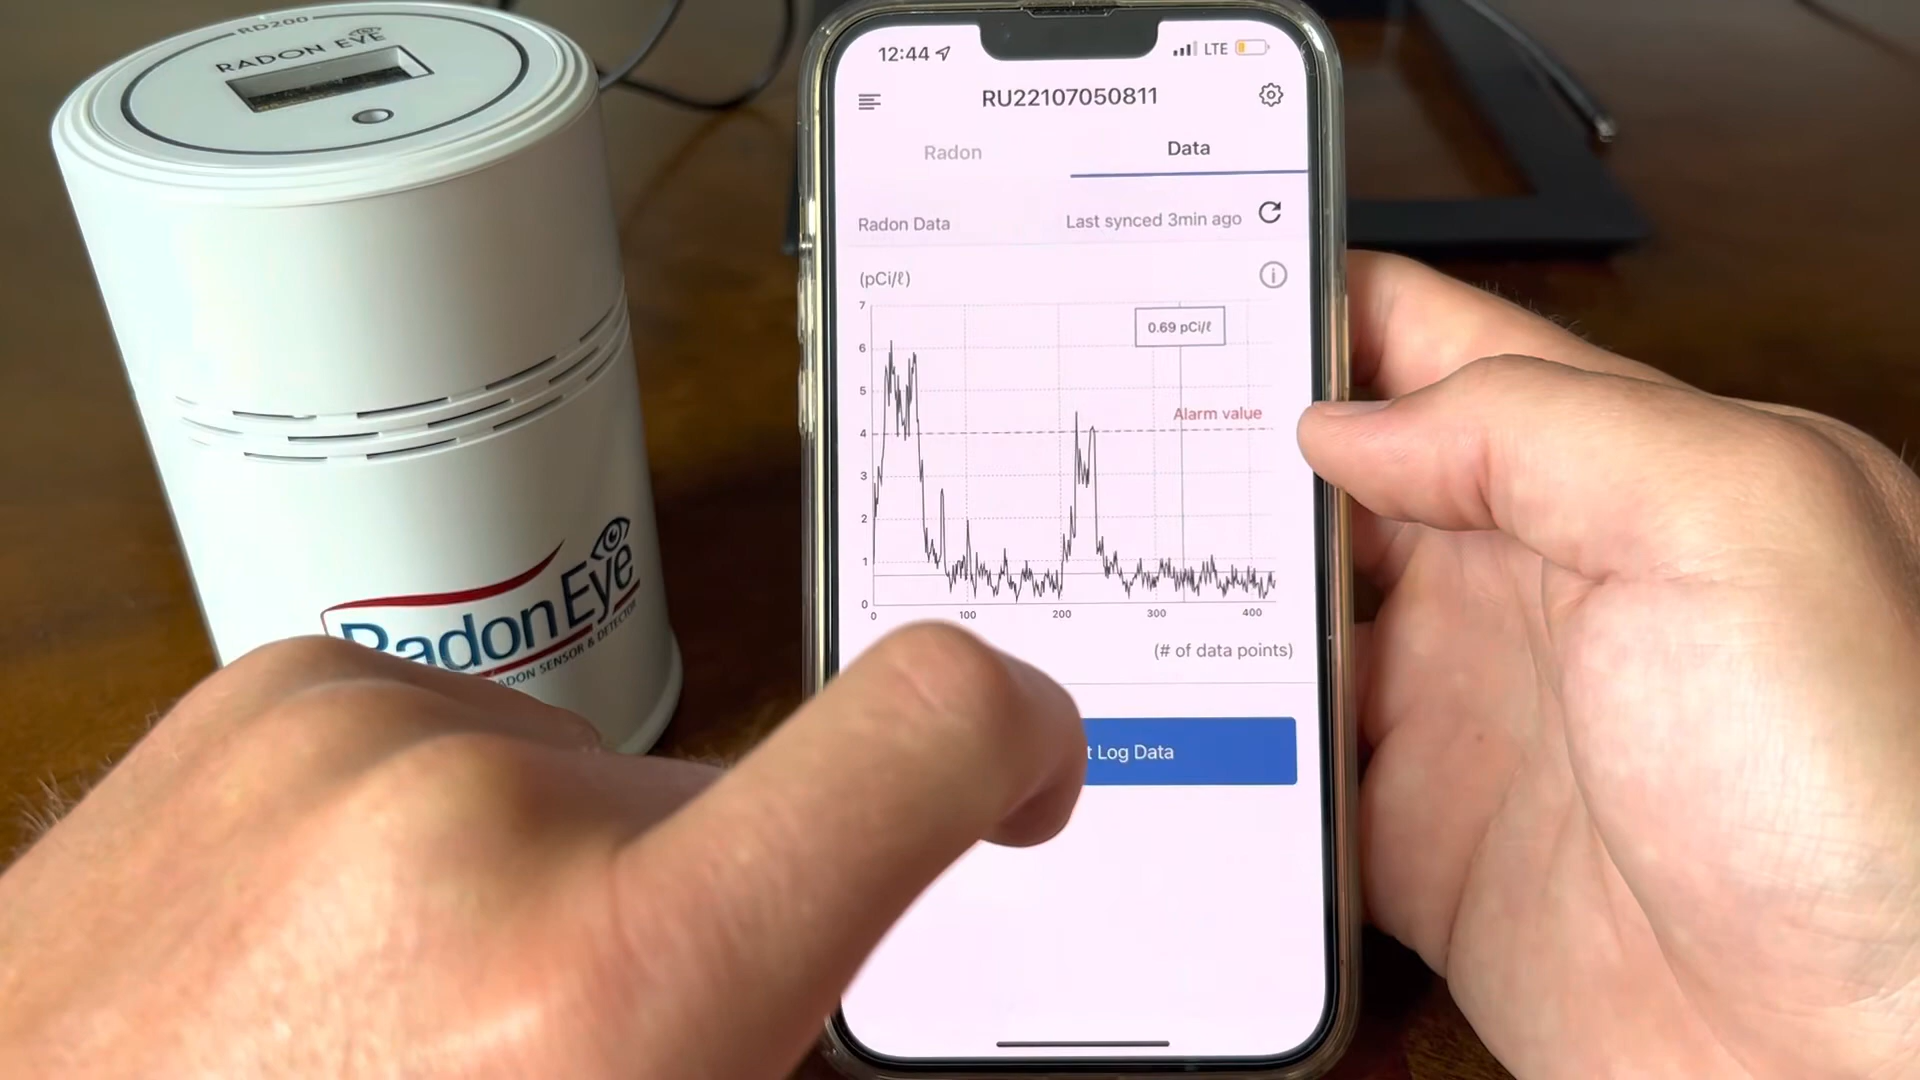 RD200
RADON EYE
RadonEye
RADON SENSOR & DETECTOR
12:44
LTE
RU22107050811
Radon
Data
Radon Data
Last synced 3min ago
(pCi/ℓ)
7
0.69 pCi/ℓ
6
5
Alarm value
4
3
2
1
0
0 100 200 300 400
(# of data points)
t Log Data